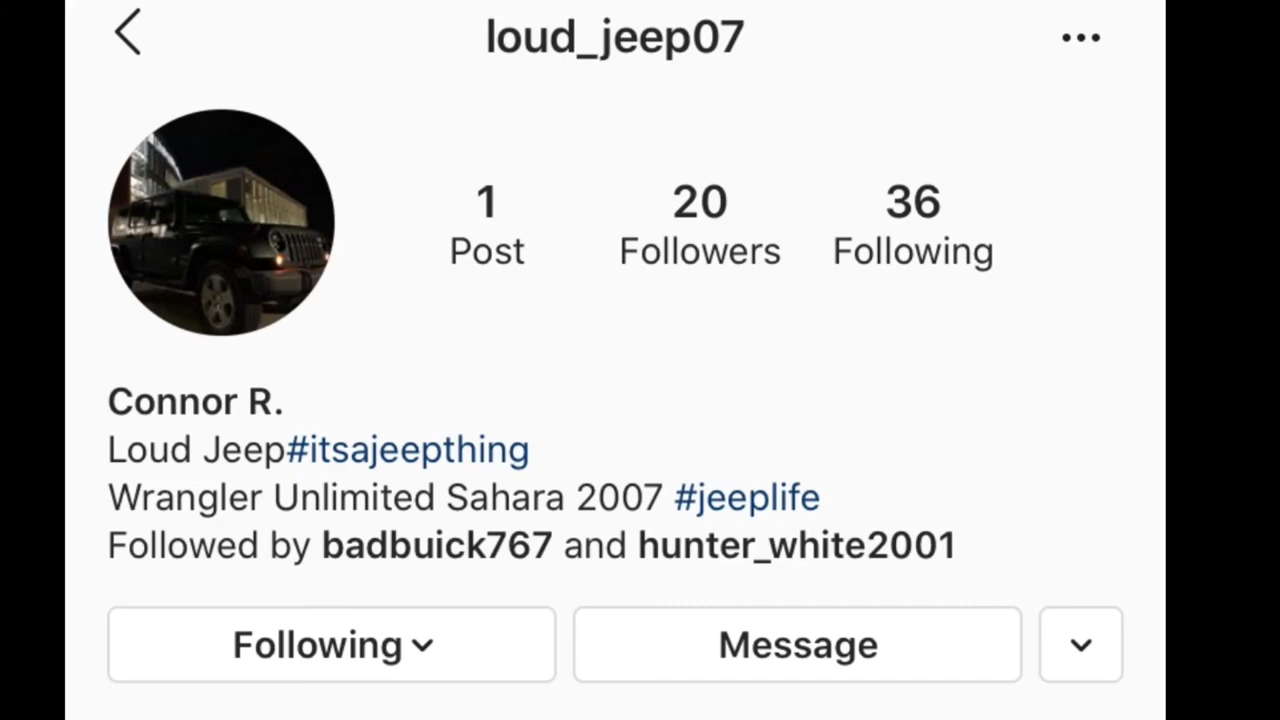 loud_jeep07
1 20 36
Post Followers Following
Connor R.
Loud Jeep#itsajeepthing
Wrangler Unlimited Sahara 2007 #jeeplife
Followed by badbuick767 and hunter_white2001
Following Message